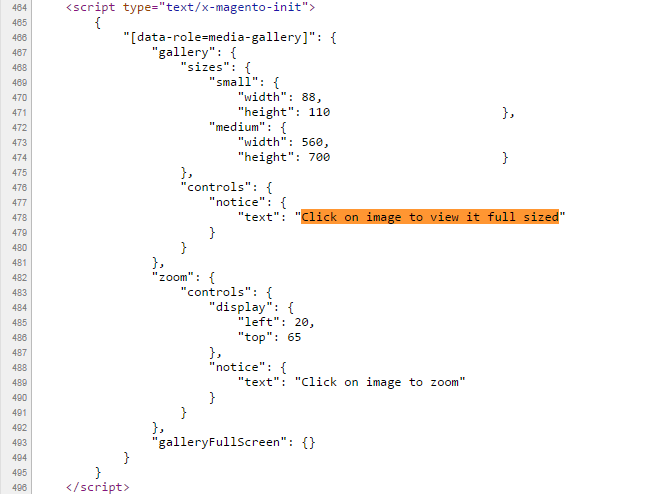 464 <script type="text/x-magento-init">
465 {
466 "[data-role=media-gallery]": {
467 "gallery": {
468 "sizes": {
469 "small": {
470 "width": 88,
471 "height": 110 },
472 "medium": {
473 "width": 560,
474 "height": 700 }
475 },
476 "controls": {
477 "notice": {
478 "text": "Click on image to view it full sized"
479 }
480 }
481 },
482 "zoom": {
483 "controls": {
484 "display": {
485 "left": 20,
486 "top": 65
487 },
488 "notice": {
489 "text": "Click on image to zoom"
490 }
491 }
492 },
493 "galleryFullScreen": {}
494 }
495 }
496 </script>